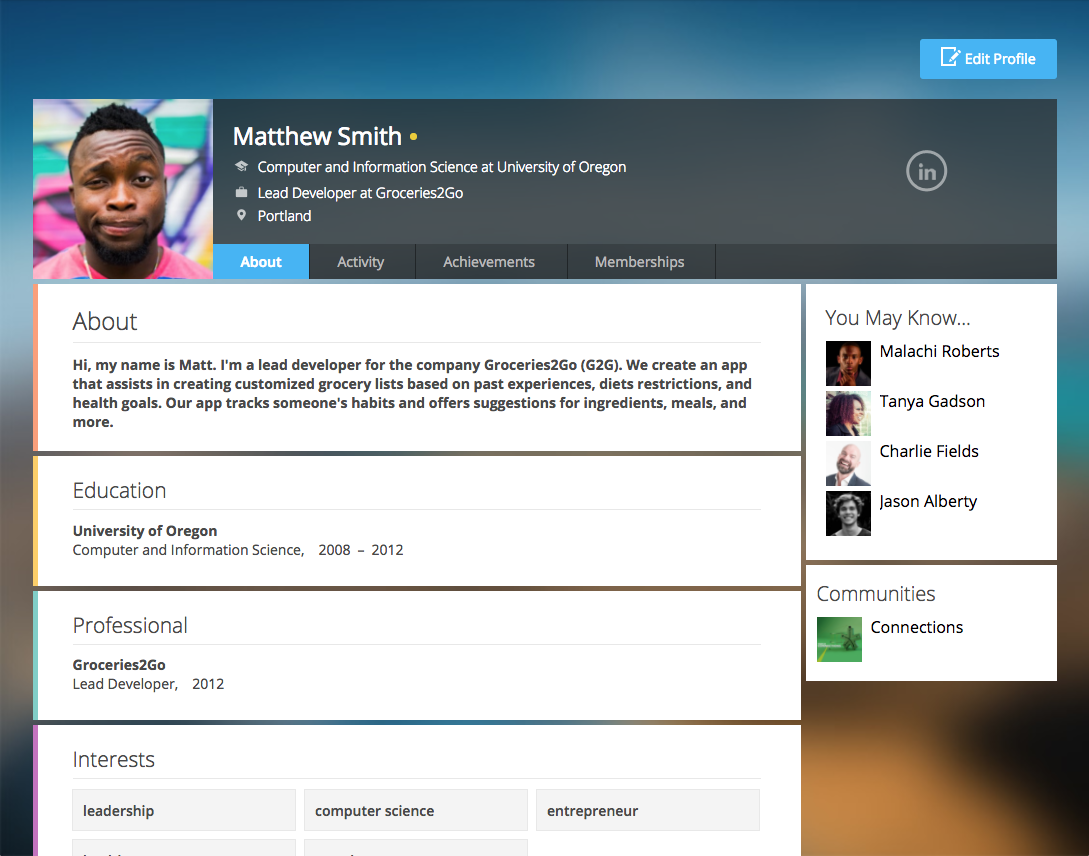 Edit Profile
Matthew Smith
Computer and Information Science at University of Oregon
in
Lead Developer at Groceries2Go
Portland
About
Activity
Achievements
Memberships
About
Hi, my name is Matt. I'm a lead developer for the company Groceries2Go (G2G). We create an app
that assists in creating customized grocery lists based on past experiences, diets restrictions, and
health goals. Our app tracks someone's habits and offers suggestions for ingredients, meals, and
more.
Education
University of Oregon
Computer and Information Science, 2008 – 2012
Professional
Groceries2Go
Lead Developer, 2012
Interests
leadership
computer science
entrepreneur
You May Know...
Malachi Roberts
Tanya Gadson
Charlie Fields
Jason Alberty
Communities
Connections